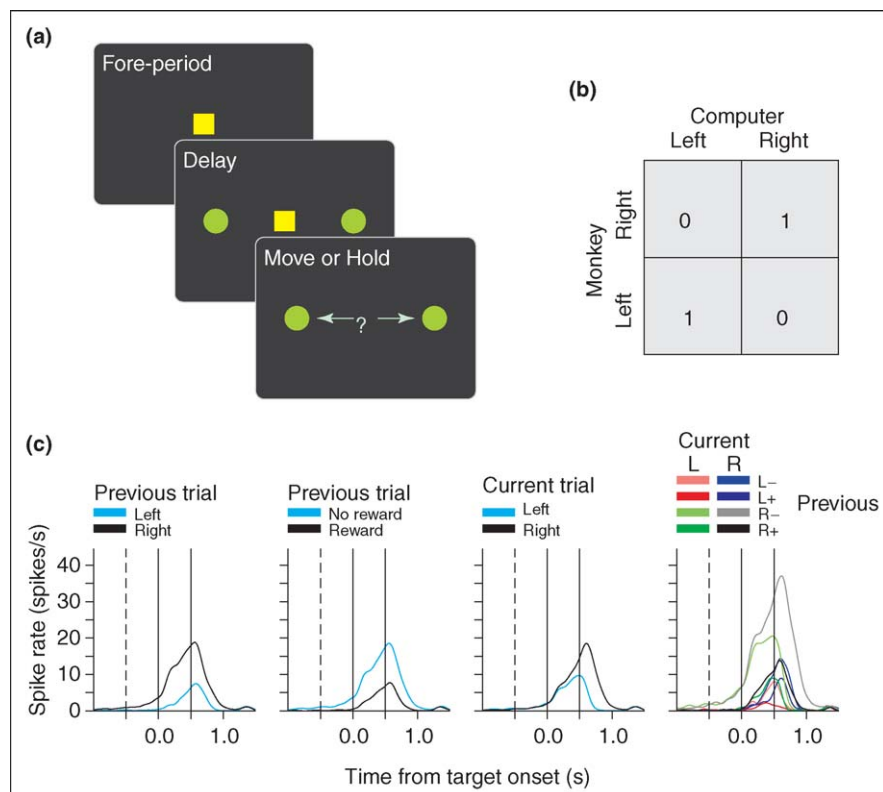 (a)
Fore-period
Delay
Move or Hold
?
(b)
Computer
Left Right
Monkey
Right
Left
0 1
1 0
(c)
Previous trial
Left
Right
Previous trial
No reward
Reward
Current trial
Left
Right
Current
L R
L−
L+
R−
R+
Previous
Spike rate (spikes/s)
40
30
20
10
0
0.0 1.0 0.0 1.0 0.0 1.0 0.0 1.0
Time from target onset (s)